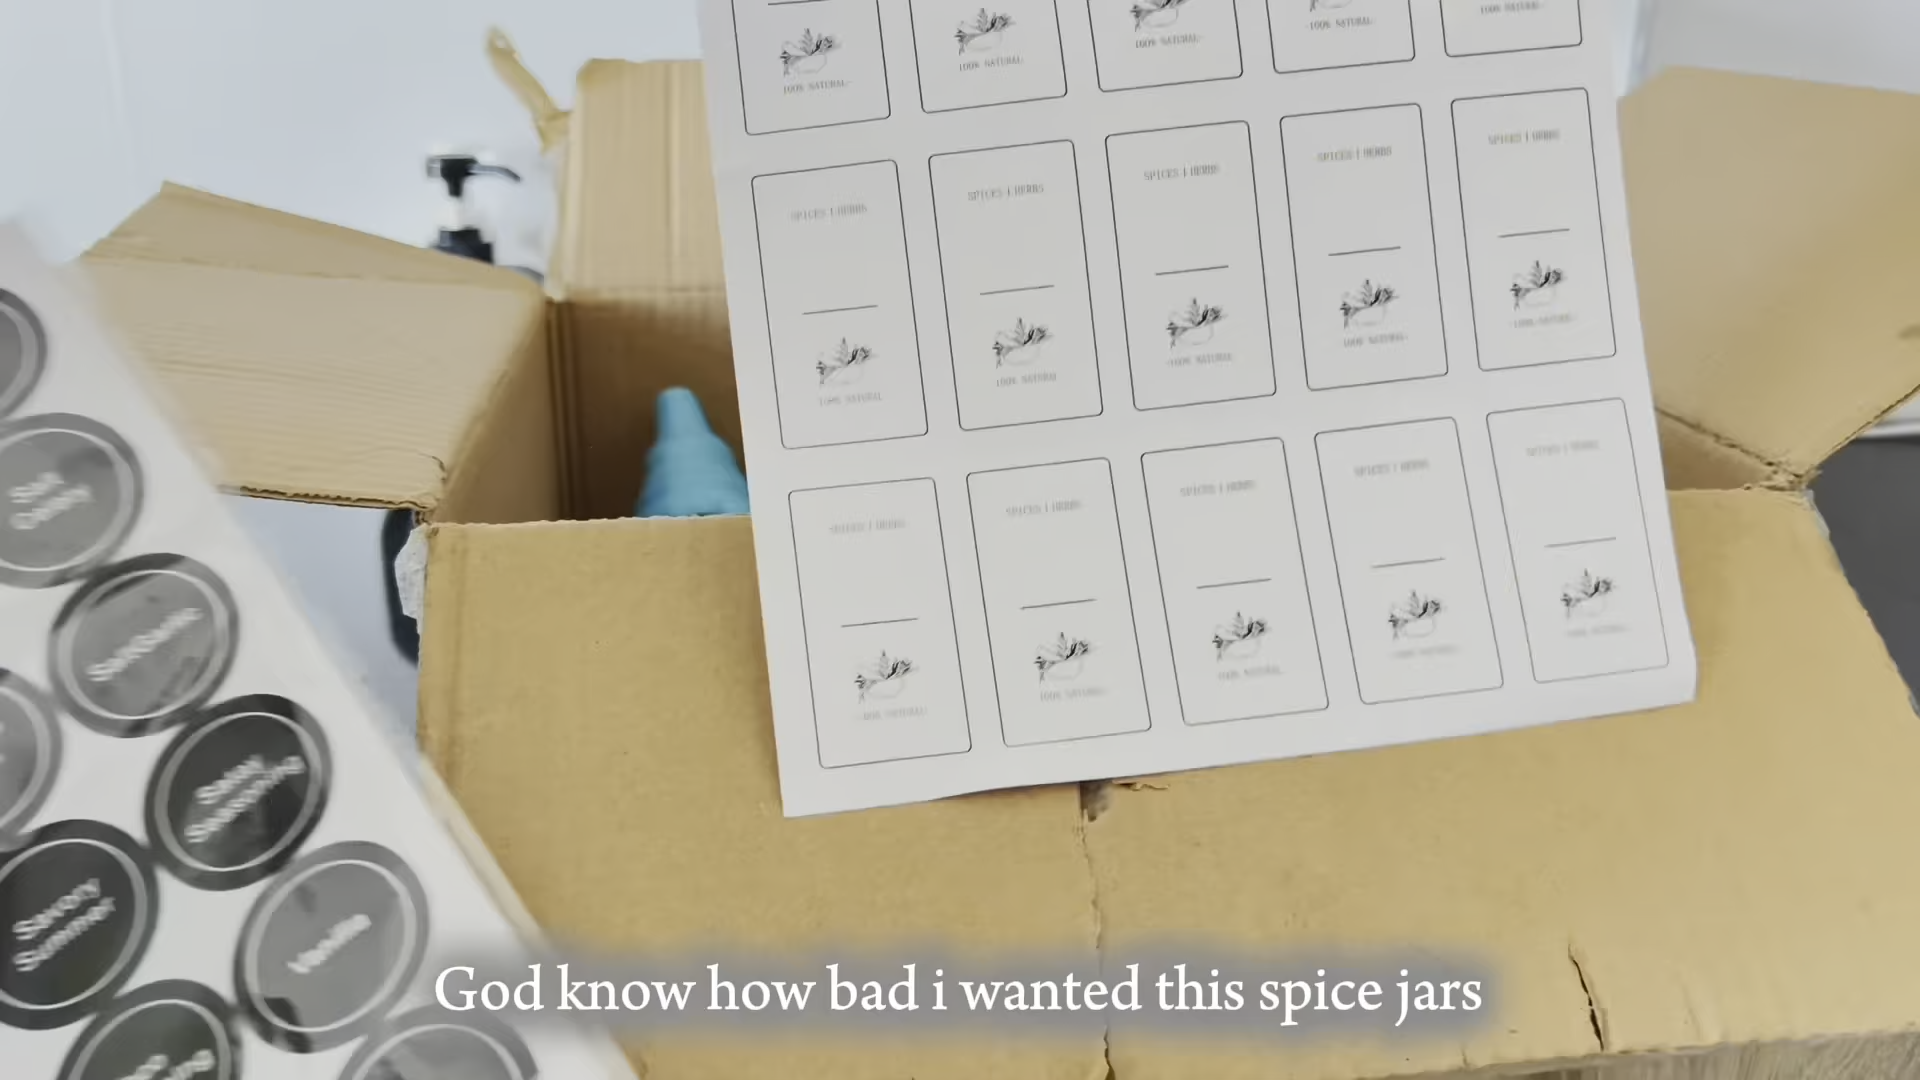 100% NATURAL
100% NATURAL
100% NATURAL
100% NATURAL
NATURAL
SPICES | HERBS
100% NATURAL
SPICES | HERBS
100% NATURAL
SPICES | HERBS
100% NATURAL
SPICES | HERBS
100% NATURAL
SPICES | HERBS
100% NATURAL
SPICES | HERBS
100% NATURAL
SPICES | HERBS
100% NATURAL
SPICES | HERBS
100% NATURAL
SPICES | HERBS
SPICES | HERBS
Savory
Summer
Vanilla
God know how bad i wanted this spice jars